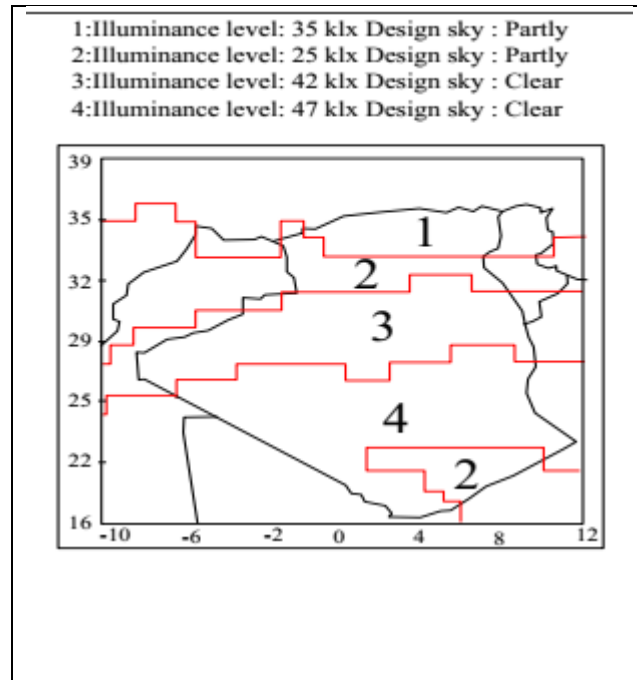 1:Illuminance level: 35 klx Design sky : Partly
2:Illuminance level: 25 klx Design sky : Partly
3:Illuminance level: 42 klx Design sky : Clear
4:Illuminance level: 47 klx Design sky : Clear
39
35
1
2
32
3
29
25
4
22
2
16
-10 -6 -2 0 4 8 12